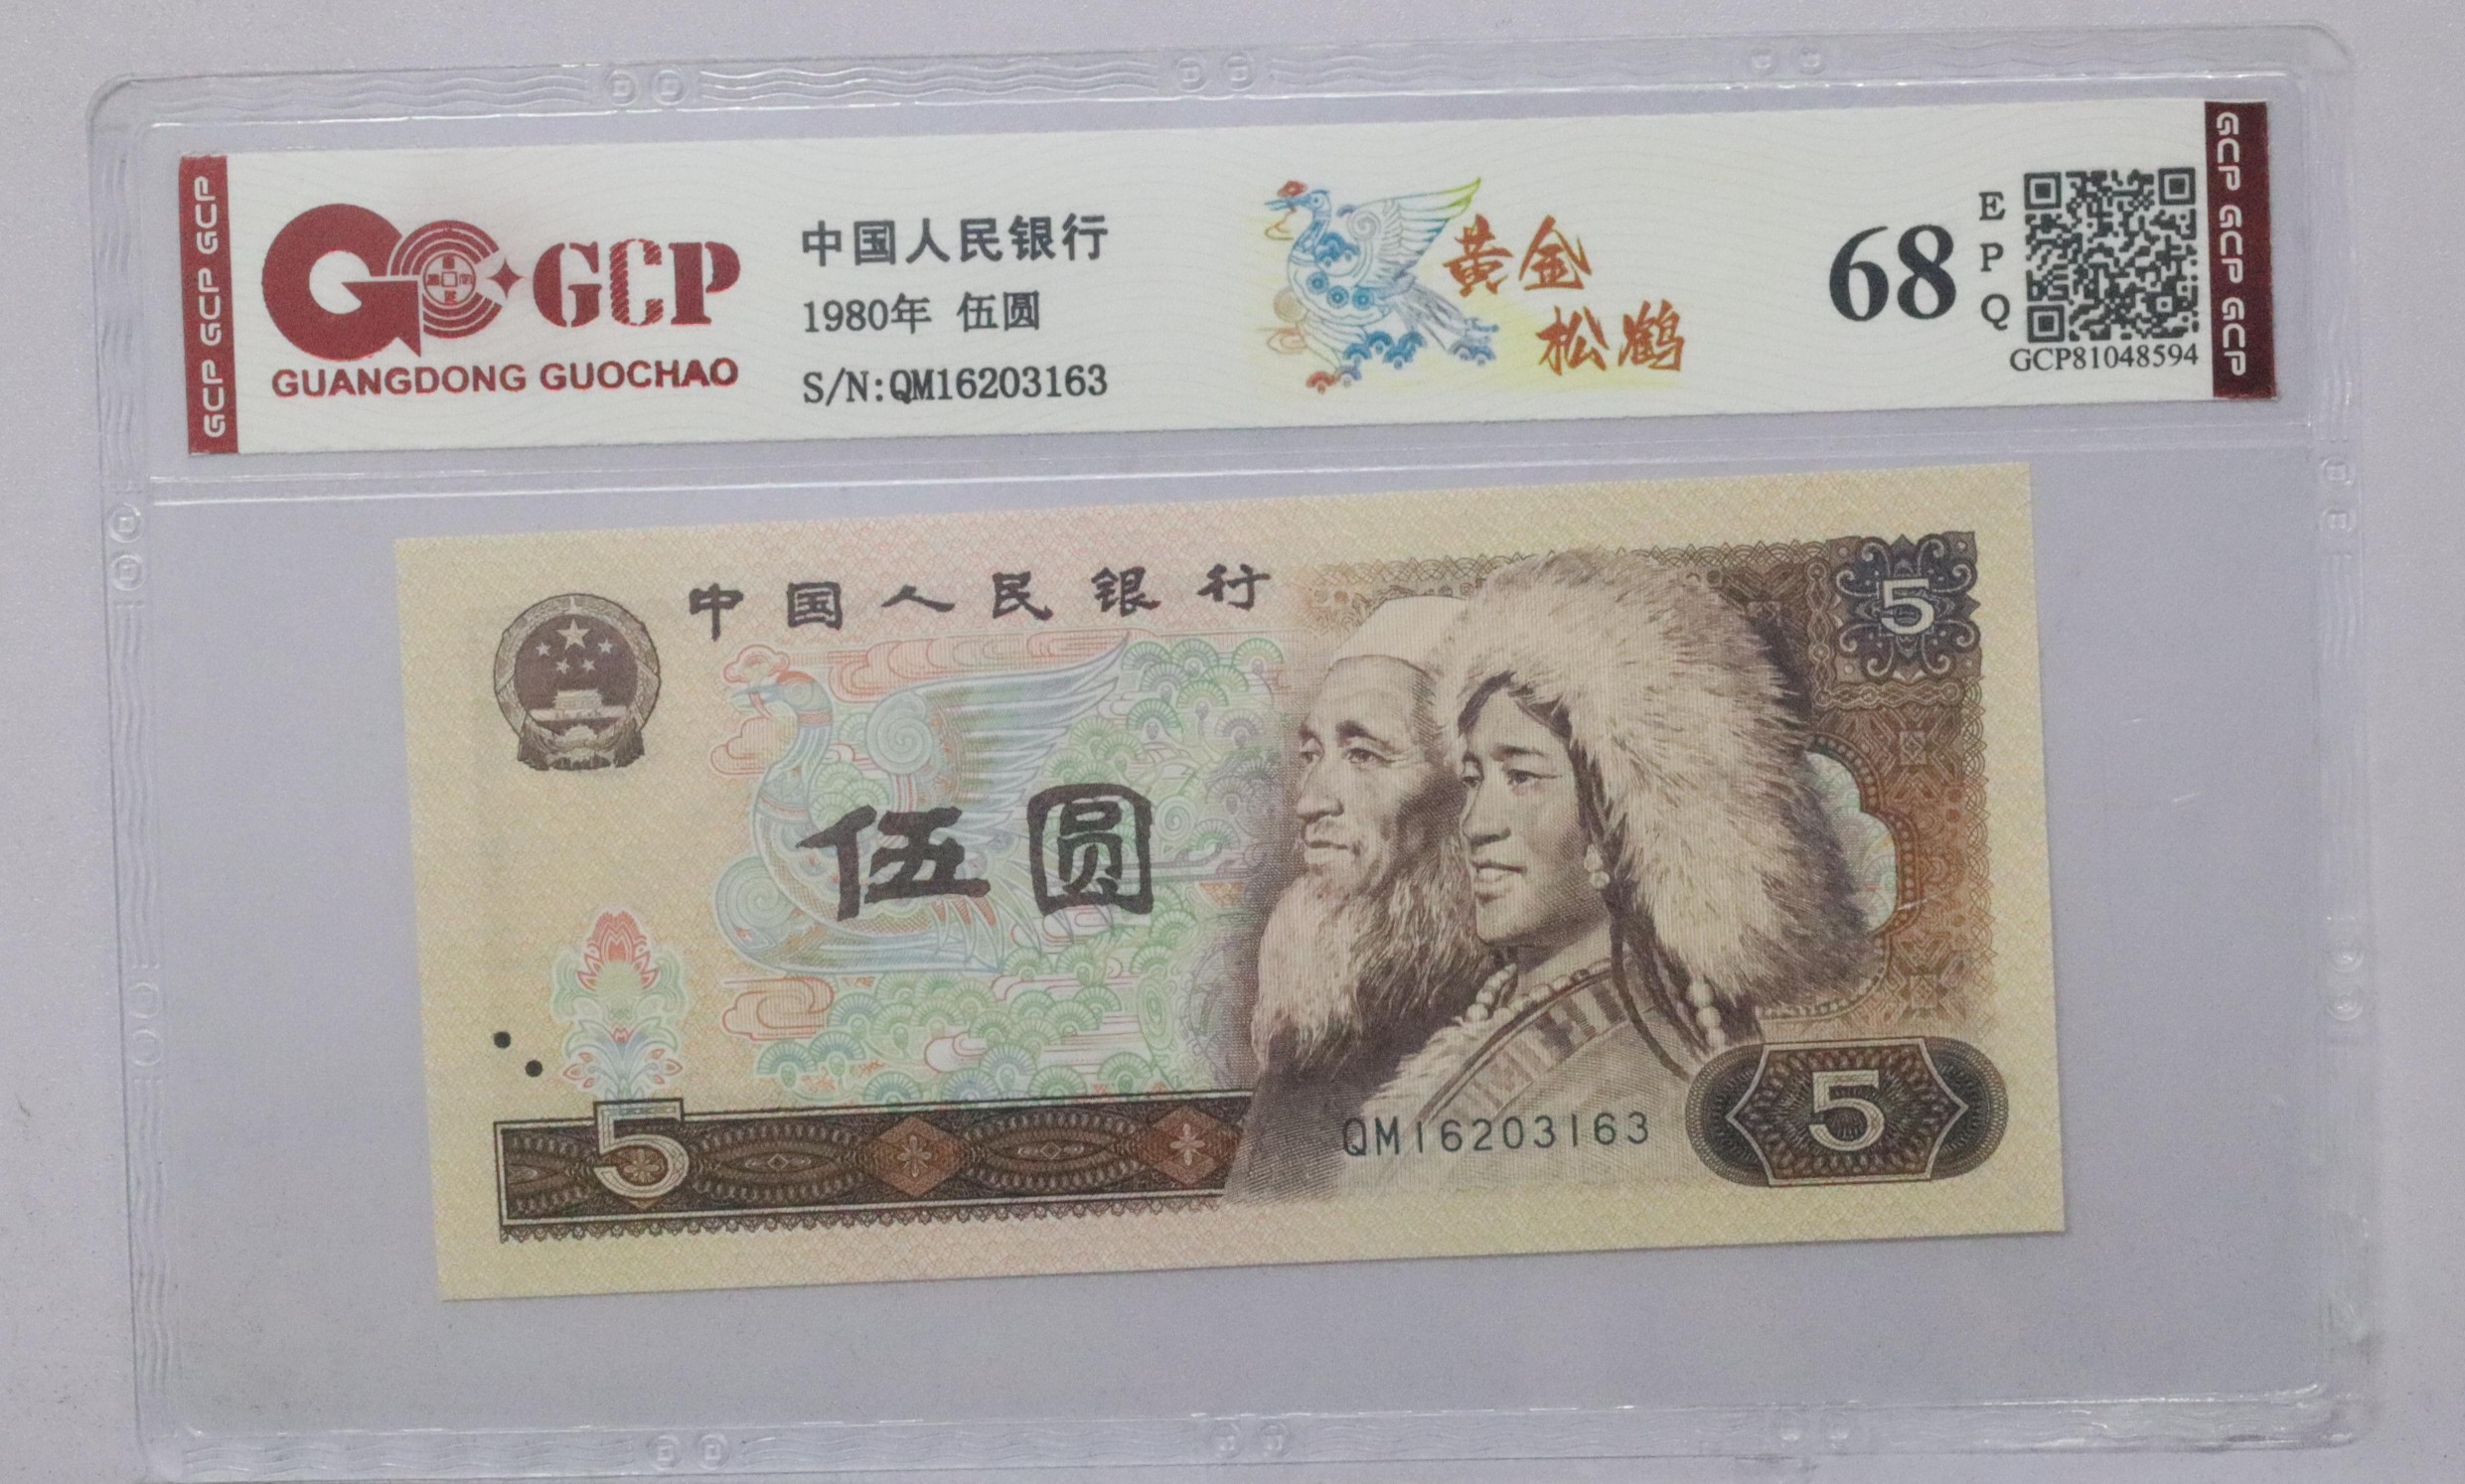 GCP GCP GCP
GCP
GUANGDONG GUOCHAO
中国人民银行
1980年 伍圆
S/N:QM16203163
黄金
松鹤
68
EPQ
GCP81048594
GCP GCP GCP
中国人民银行
5
伍圆
5
QM16203163
5